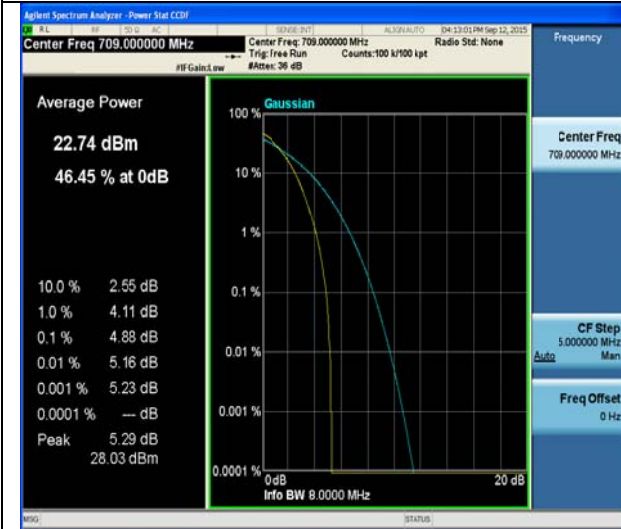 Agilent Spectrum Analyzer - Power Stat CCDF
RL RF 50 Ω AC SENSE:INT ALIGNAUTO 04:13:01 PM Sep 12, 2015
Center Freq 709.000000 MHz
Center Freq: 709.000000 MHz Radio Std: None
Trig: Free Run Counts:100 k/100 kpt
#IFGain:Low #Atten: 36 dB
Frequency
Average Power
22.74 dBm
46.45 % at 0dB
10.0 % 2.55 dB
1.0 % 4.11 dB
0.1 % 4.88 dB
0.01 % 5.16 dB
0.001 % 5.23 dB
0.0001 % --- dB
Peak 5.29 dB
28.03 dBm
Gaussian
100 %
10 %
1 %
0.1 %
0.01 %
0.001 %
0.0001 %
0dB 20 dB
Info BW 8.0000 MHz
Center Freq
709.000000 MHz
CF Step
5.000000 MHz
Auto Man
Freq Offset
0 Hz
MSG STATUS